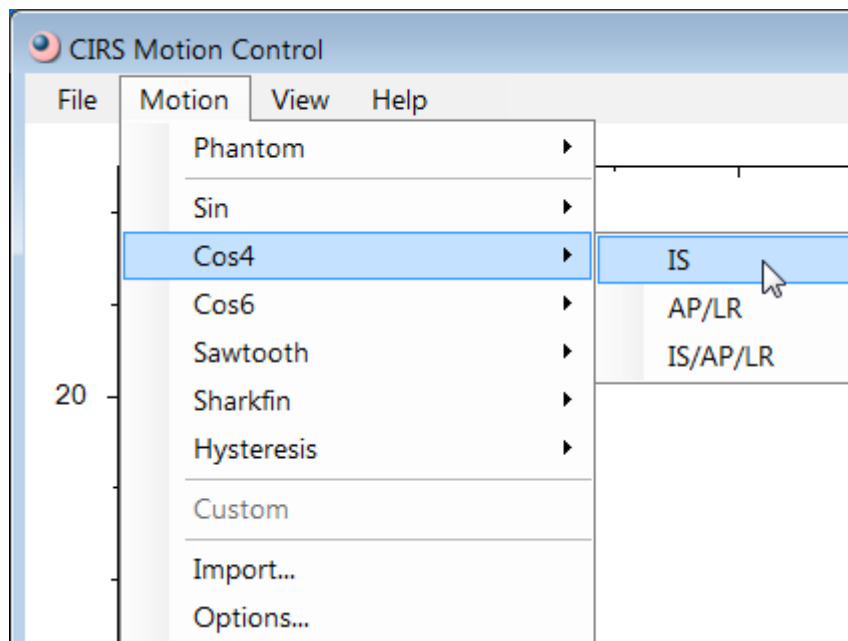 CIRS Motion Control
File Motion View Help
Phantom
Sin
Cos4
IS
Cos6
AP/LR
Sawtooth
IS/AP/LR
20
Sharkfin
Hysteresis
Custom
Import...
Options...